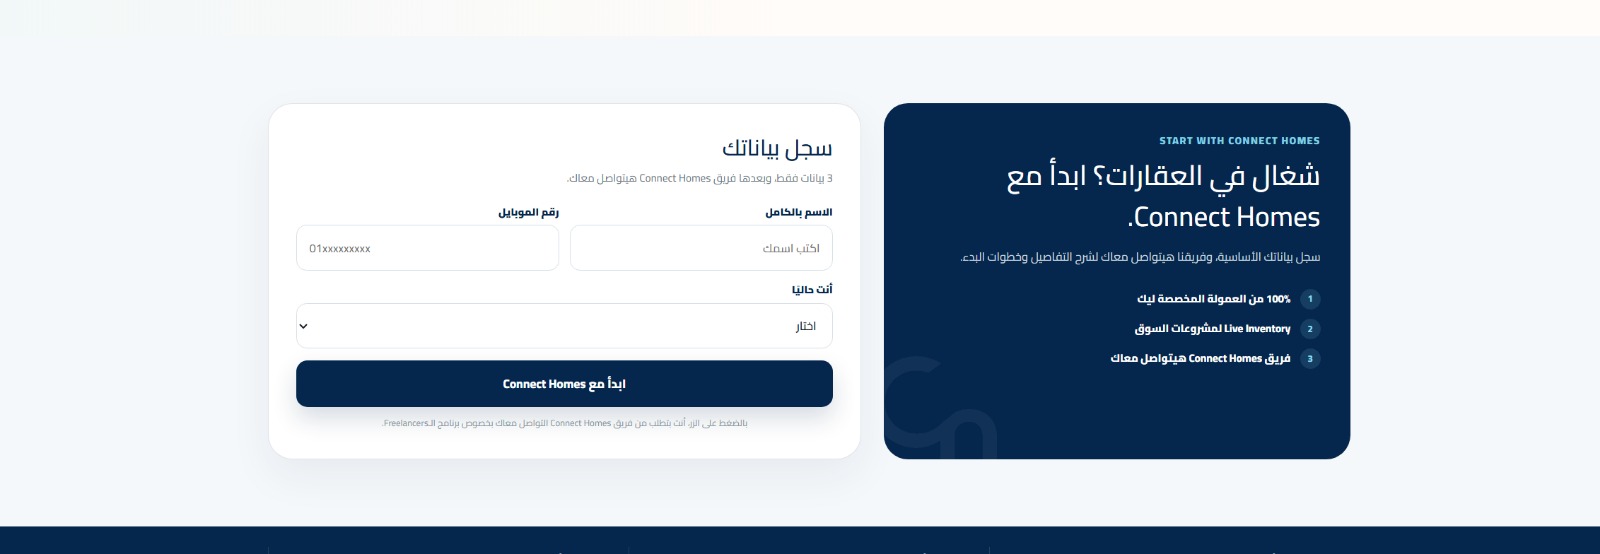 START WITH CONNECT HOMES
شغال في العقارات؟ ابدأ مع
Connect Homes.
سجل بياناتك الأساسية، وفريقنا هيتواصل معاك لشرح التفاصيل وخطوات البدء.
1 100% من العمولة المخصصة ليك
2 Live Inventory لمشروعات السوق
3 فريق Connect Homes هيتواصل معاك
سجل بياناتك
3 بيانات فقط، وبعدها فريق Connect Homes هيتواصل معاك.
الاسم بالكامل
اكتب اسمك
رقم الموبايل
01xxxxxxxxx
أنت حاليًا
اختار
ابدأ مع Connect Homes
بالضغط على الزر، أنت بتطلب من فريق Connect Homes التواصل معاك بخصوص برنامج الـFreelancers.